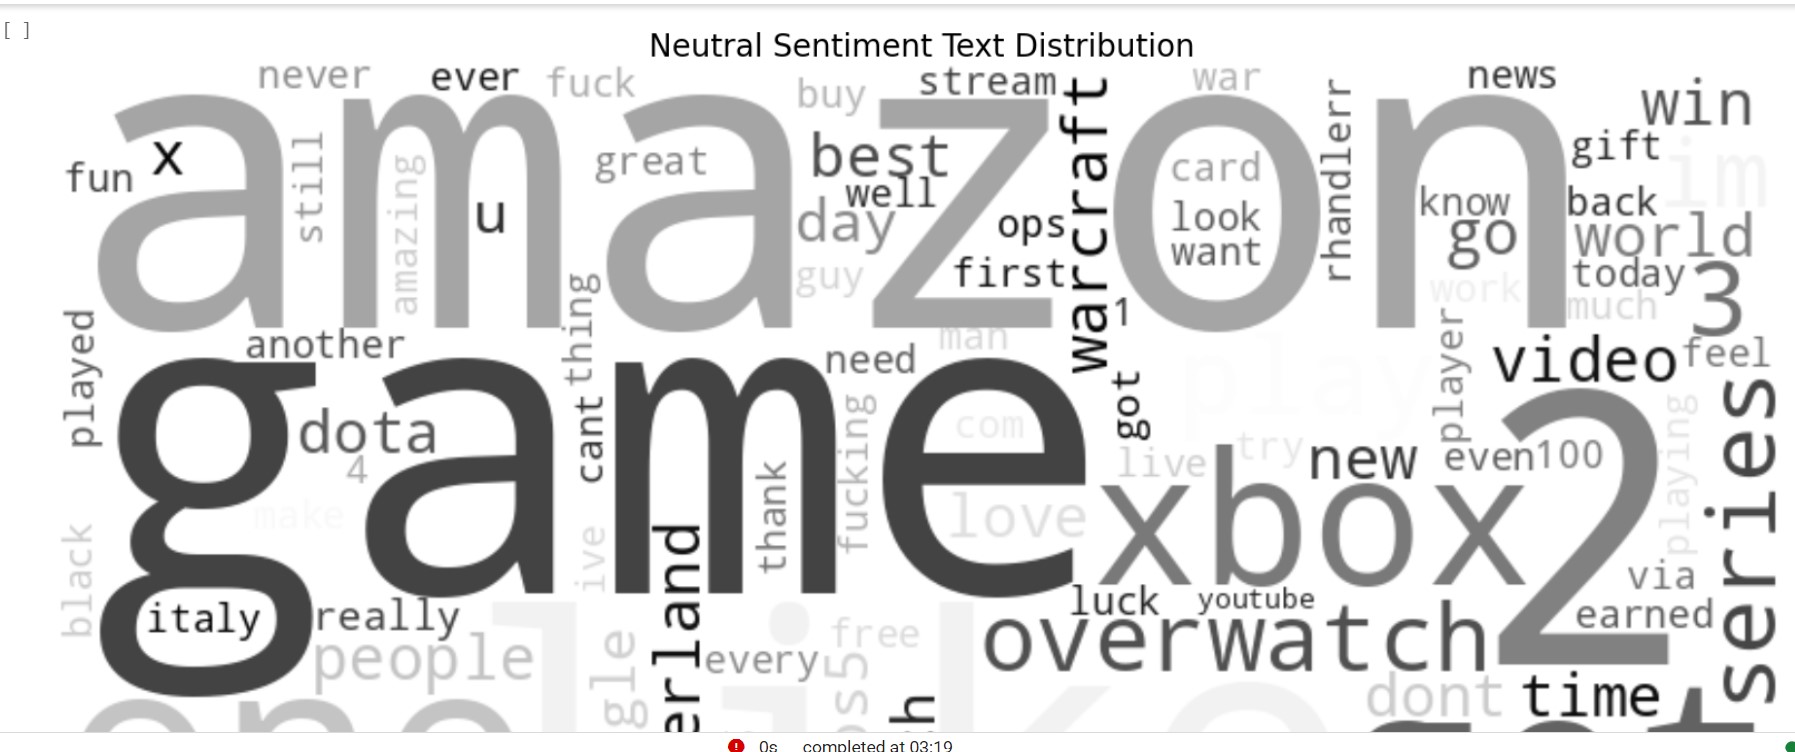 [ ]
Neutral Sentiment Text Distribution
never
ever
fuck
buy
stream
war
news
win
amazon
x
fun
still
amazing
u
great
best
well
day
guy
ops
first
warcraft
card
look
want
rhandlerr
know
go
gift
im
back
world
today
work
much
3
1
played
another
thing
man
need
play
player
video
feel
game
dota
4
cant
thank
fucking
com
got
live
try
new
even
100
2
playing
series
make
love
xbox
black
ive
italy
really
people
every
free
luck
youtube
overwatch
via
earned
dont
time
0s completed at 03:19